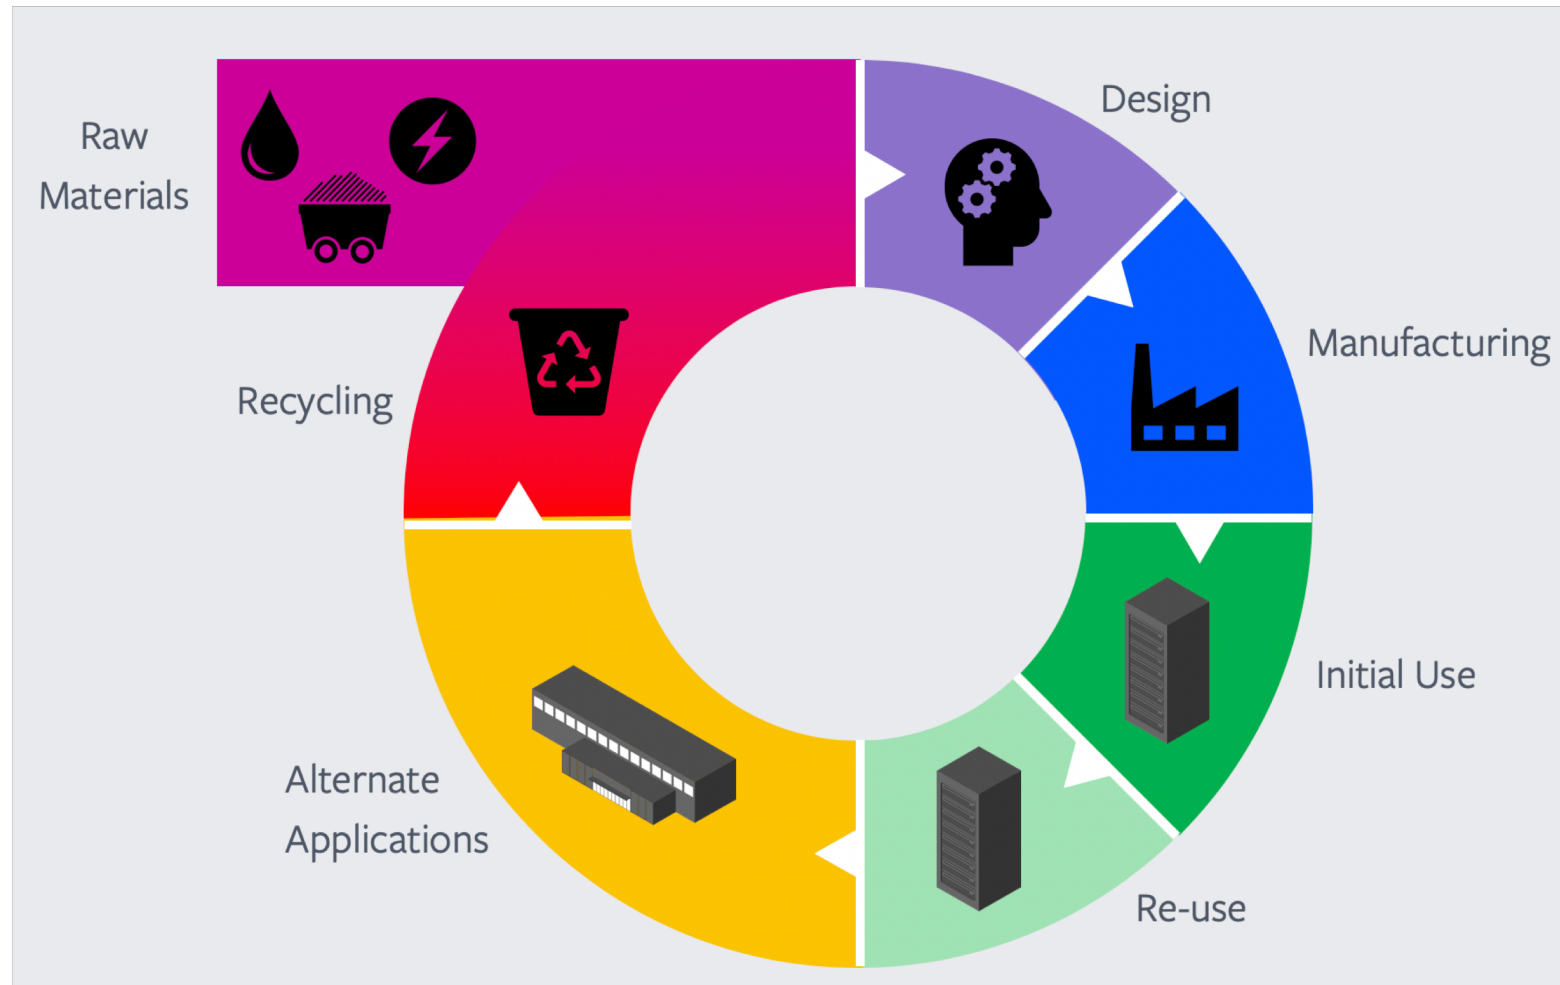 Raw
Materials
Design
Manufacturing
Initial Use
Re-use
Alternate
Applications
Recycling